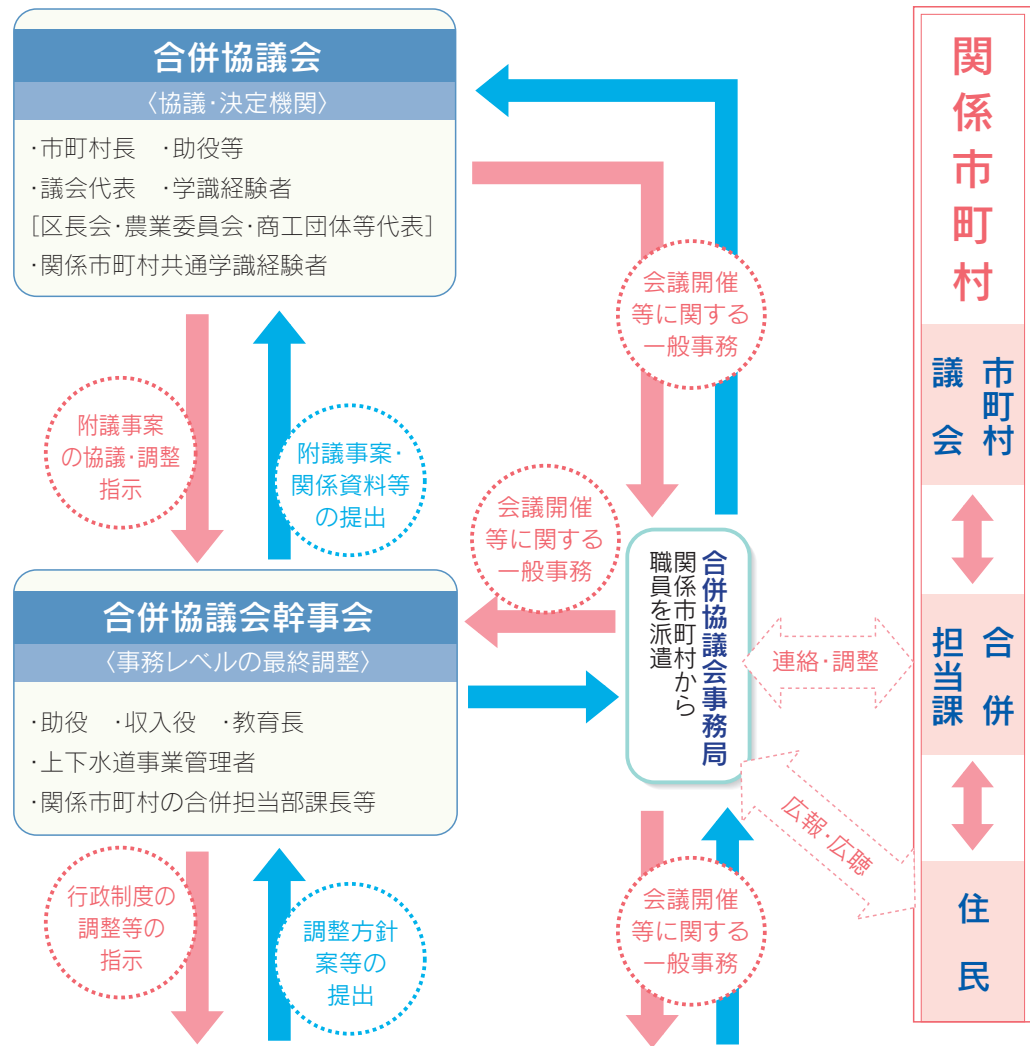 合併協議会
〈協議・決定機関〉
・市町村長　・助役等
・議会代表　・学識経験者
[区長会・農業委員会・商工団体等代表]
・関係市町村共通学識経験者
附議事案
の協議・調整
指示
附議事案・
関係資料等
の提出
会議開催
等に関する
一般事務
会議開催
等に関する
一般事務
合併協議会幹事会
〈事務レベルの最終調整〉
・助役　・収入役　・教育長
・上下水道事業管理者
・関係市町村の合併担当部課長等
合併協議会事務局
関係市町村から
職員を派遣
連絡・調整
広報・広聴
行政制度の
調整等の
指示
調整方針
案等の
提出
会議開催
等に関する
一般事務
関係市町村
市町村
議会
合併
担当課
住民